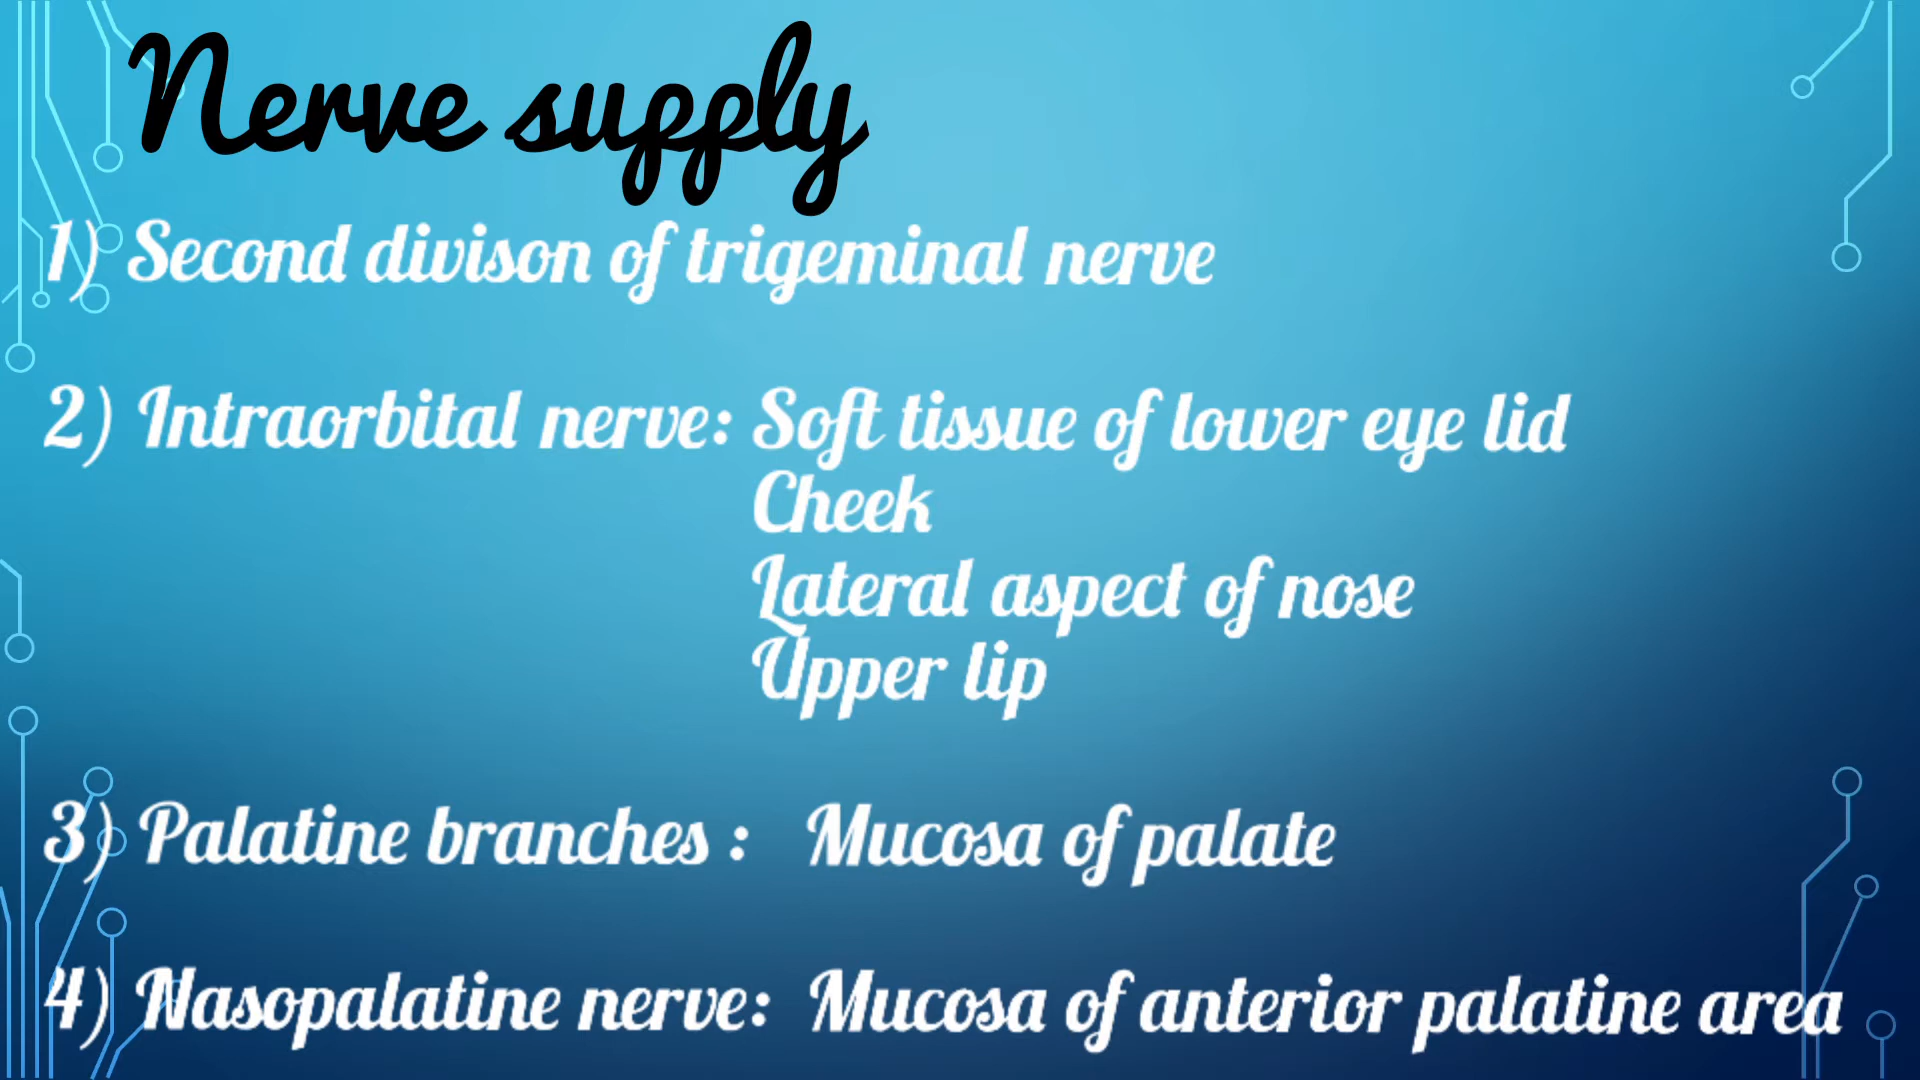 Nerve supply
1) Second divison of trigeminal nerve
2) Intraorbital nerve: Soft tissue of lower eye lid
Cheek
Lateral aspect of nose
Upper lip
3) Palatine branches : Mucosa of palate
4) Nasopalatine nerve: Mucosa of anterior palatine area